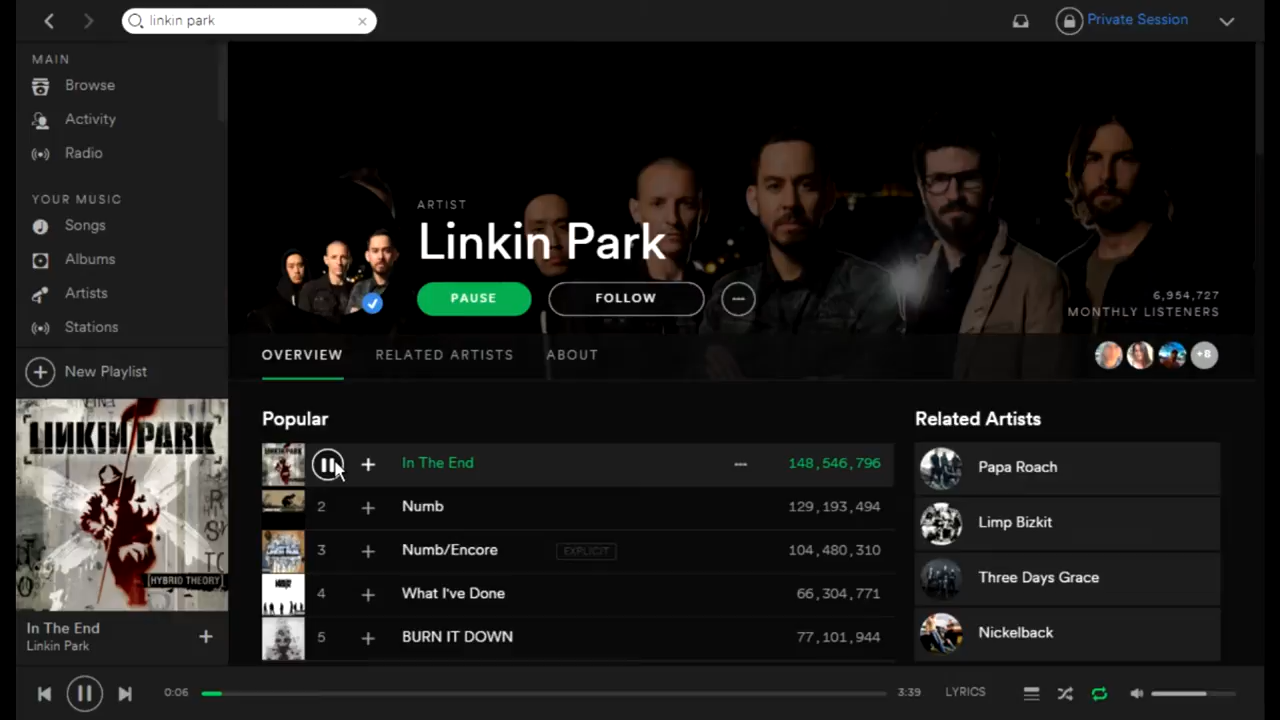 linkin park
Private Session
MAIN
Browse
Activity
Radio
YOUR MUSIC
Songs
Albums
Artists
Stations
New Playlist
LINKIN PARK
HYBRID THEORY
In The End
Linkin Park
ARTIST
Linkin Park
PAUSE
FOLLOW
6,954,727
MONTHLY LISTENERS
OVERVIEW
RELATED ARTISTS
ABOUT
+8
Popular
In The End
148,546,796
2
Numb
129,193,494
3
Numb/Encore
EXPLICIT
104,480,310
4
What I've Done
66,304,771
5
BURN IT DOWN
77,101,944
Related Artists
Papa Roach
Limp Bizkit
Three Days Grace
Nickelback
0:06
3:39
LYRICS